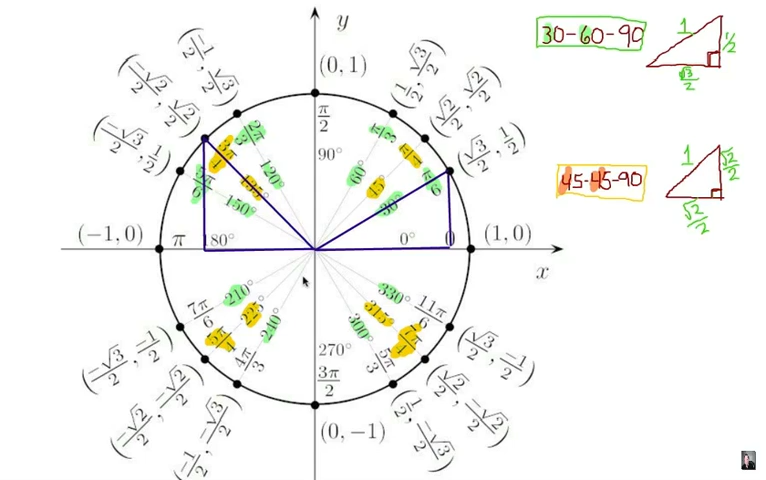 y
30-60-90
1
1/2
√3/2
(0, 1)
(-1/2, √3/2)
(1/2, √3/2)
(-√2/2, √2/2)
(√2/2, √2/2)
(-√3/2, 1/2)
(√3/2, 1/2)
π/2
90°
2π/3
120°
3π/4
135°
5π/6
150°
π/3
60°
π/4
45°
π/6
30°
45-45-90
1
√2/2
√2/2
(-1, 0)
π
180°
0°
0
(1, 0)
x
210°
7π/6
225°
5π/4
240°
4π/3
330°
11π/6
315°
7π/4
300°
5π/3
270°
3π/2
(-√3/2, -1/2)
(√3/2, -1/2)
(-√2/2, -√2/2)
(√2/2, -√2/2)
(-1/2, -√3/2)
(1/2, -√3/2)
(0, -1)